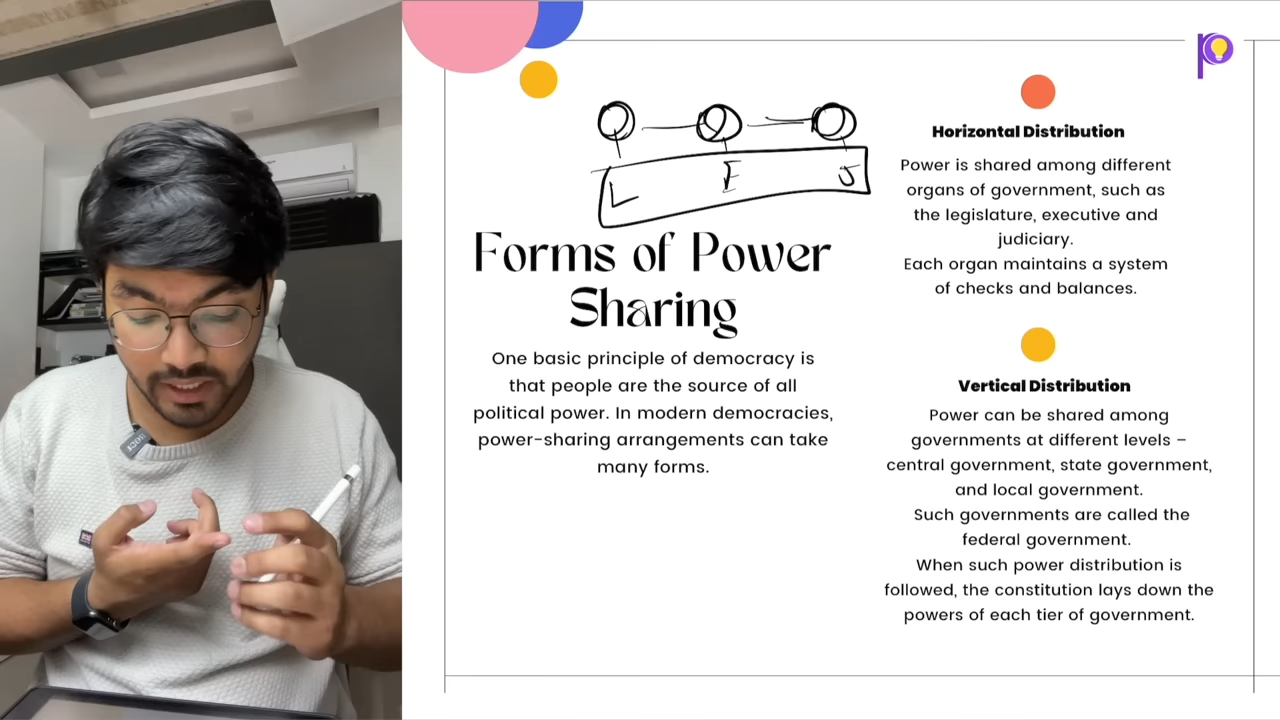 L E J
Forms of Power
Sharing
One basic principle of democracy is
that people are the source of all
political power. In modern democracies,
power-sharing arrangements can take
many forms.
Horizontal Distribution
Power is shared among different
organs of government, such as
the legislature, executive and
judiciary.
Each organ maintains a system
of checks and balances.
Vertical Distribution
Power can be shared among
governments at different levels –
central government, state government,
and local government.
Such governments are called the
federal government.
When such power distribution is
followed, the constitution lays down the
powers of each tier of government.